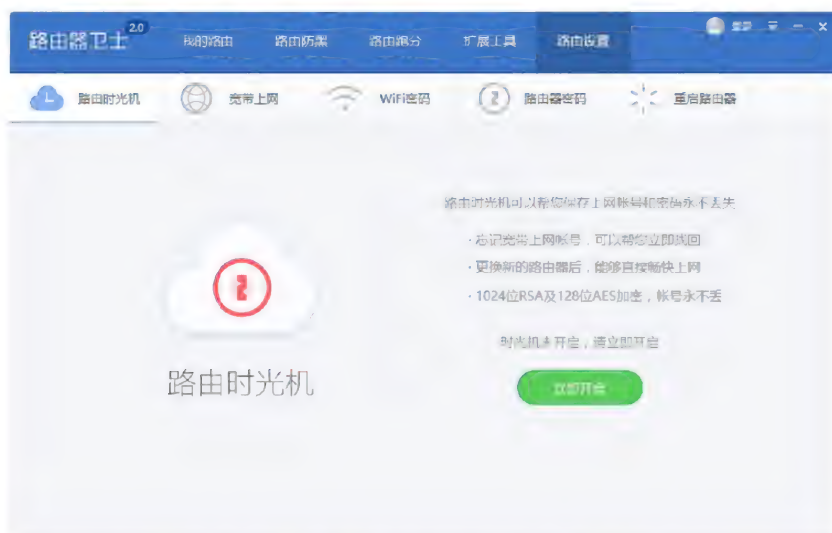 路由器卫士 2.0 我的路由 路由防黑 路由跑分 扩展工具 路由设置 登录
路由时光机 宽带上网 WiFi密码 路由器密码 重启路由器
路由时光机可以帮您保存上网帐号和密码永不丢失
·忘记宽带上网帐号，可以帮您立即找回
·更换新的路由器后，能够直接畅快上网
·1024位RSA及128位AES加密，帐号永不丢
时光机未开启，请立即开启
路由时光机
立即开启